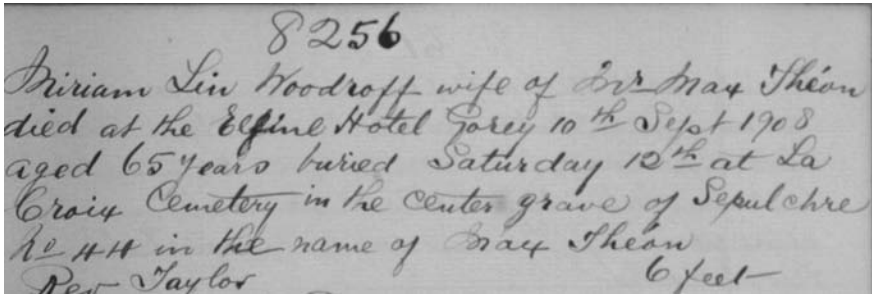 8256
Miriam Lin Woodroff wife of Mr Max Théon
died at the Elfine Hotel Gorey 10th Sept 1908
aged 65 years buried Saturday 12th at La
Croix Cemetery in the center grave of Sepulchre
No 44 in the name of Max Théon
Rev Taylor 6 feet